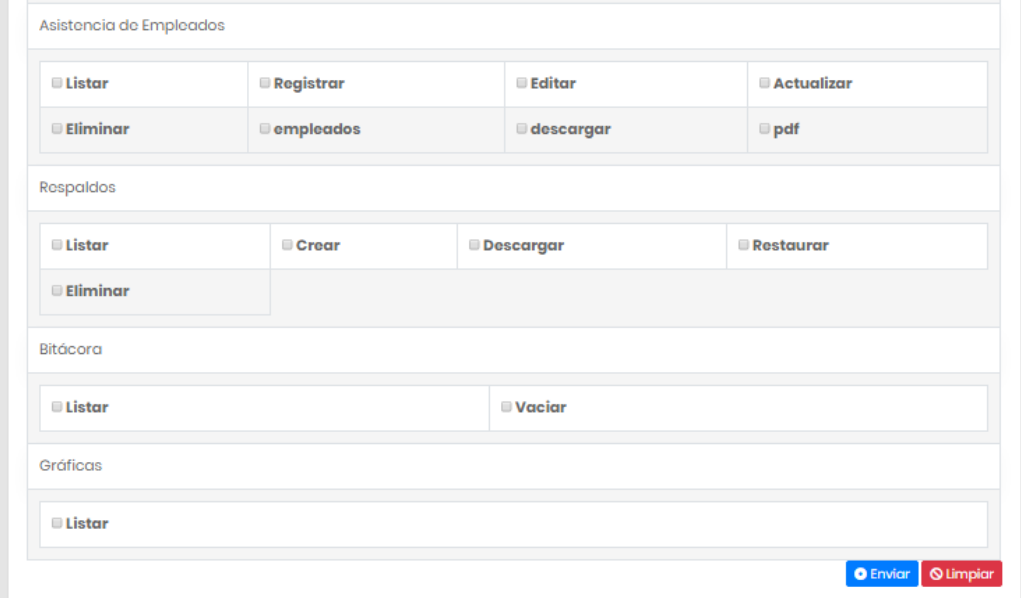 Asistencia de Empleados
Listar Registrar Editar Actualizar
Eliminar empleados descargar pdf
Respaldos
Listar Crear Descargar Restaurar
Eliminar
Bitácora
Listar Vaciar
Gráficas
Listar
Enviar Limpiar